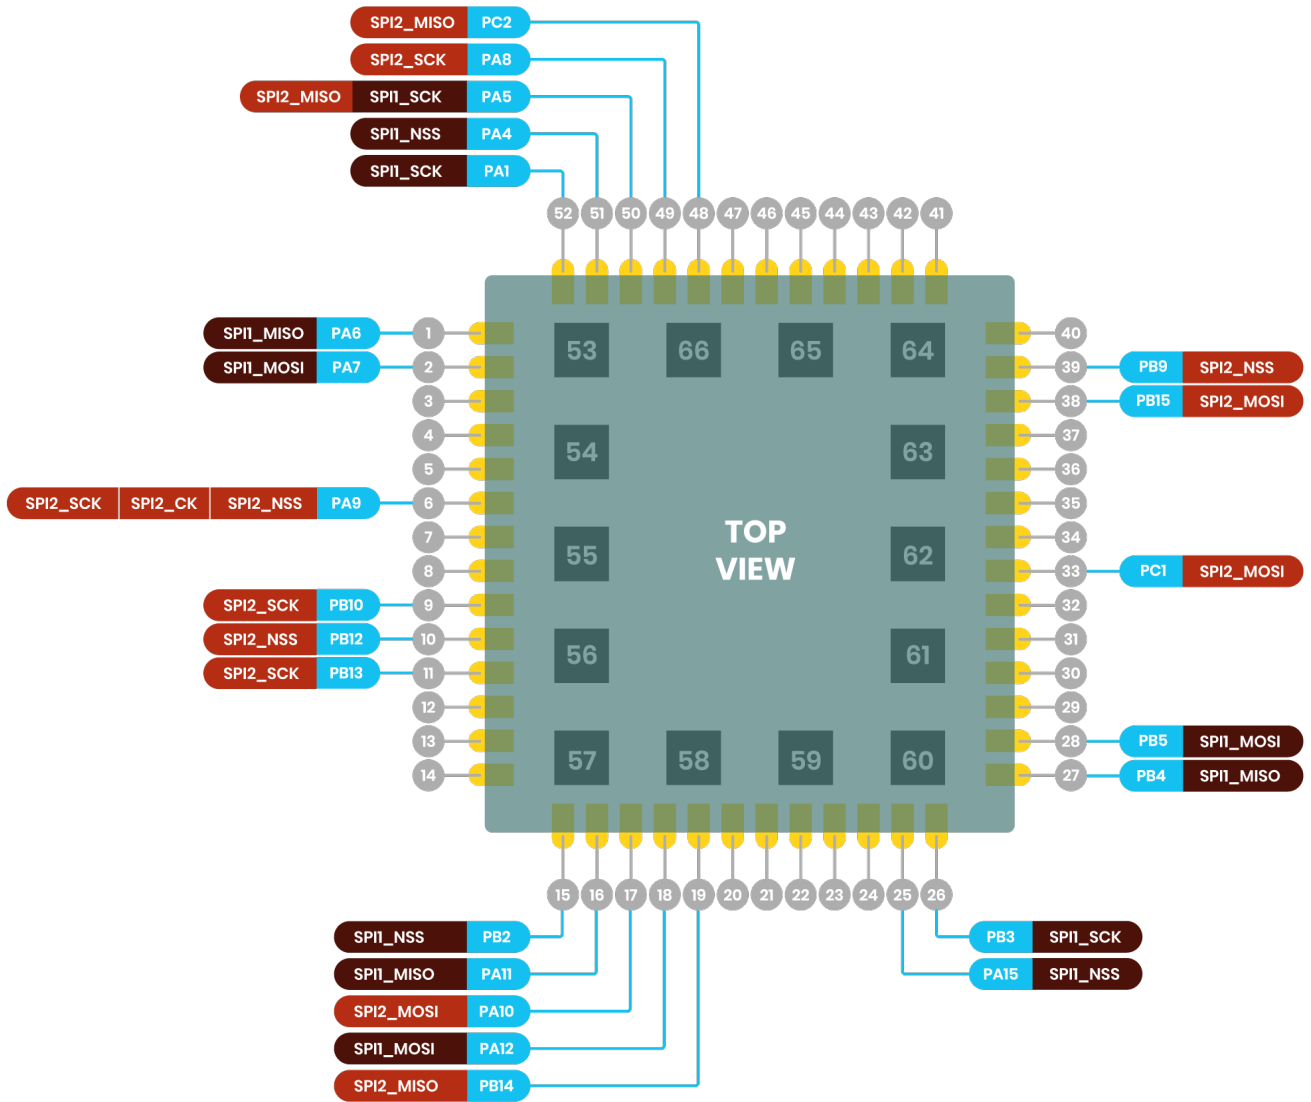 SPI2_MISO PC2
SPI2_SCK PA8
SPI2_MISO SPI1_SCK PA5
SPI1_NSS PA4
SPI1_SCK PA1
52 51 50 49 48 47 46 45 44 43 42 41
SPI1_MISO PA6 1
SPI1_MOSI PA7 2
3
4
5
SPI2_SCK SPI2_CK SPI2_NSS PA9 6
7
8
SPI2_SCK PB10 9
SPI2_NSS PB12 10
SPI2_SCK PB13 11
12
13
14
53 66 65 64
54 63
55 62
56 61
57 58 59 60
TOP
VIEW
40
39 PB9 SPI2_NSS
38 PB15 SPI2_MOSI
37
36
35
34
33 PC1 SPI2_MOSI
32
31
30
29
28 PB5 SPI1_MOSI
27 PB4 SPI1_MISO
15 16 17 18 19 20 21 22 23 24 25 26
SPI1_NSS PB2
SPI1_MISO PA11
SPI2_MOSI PA10
SPI1_MOSI PA12
SPI2_MISO PB14
PB3 SPI1_SCK
PA15 SPI1_NSS